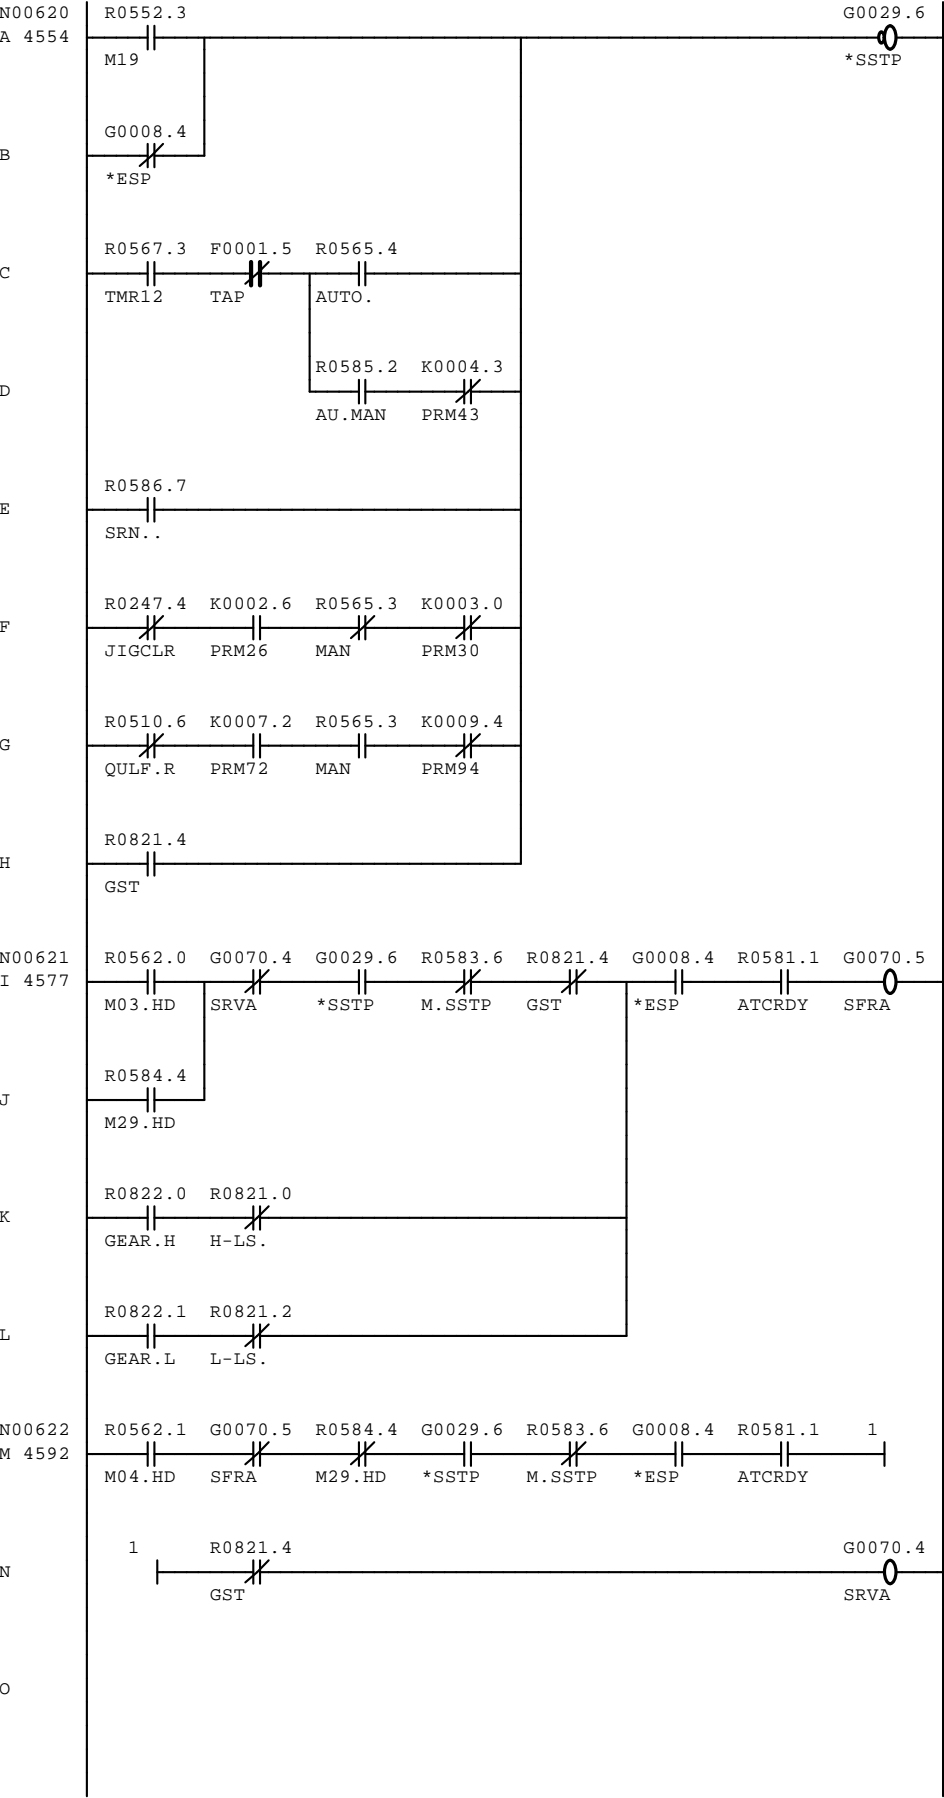 N00620 R0552.3 G0029.6
A 4554
M19 *SSTP
G0008.4
B
*ESP
R0567.3 F0001.5 R0565.4
C
TMR12 TAP AUTO.
R0585.2 K0004.3
D
AU.MAN PRM43
R0586.7
E
SRN..
R0247.4 K0002.6 R0565.3 K0003.0
F
JIGCLR PRM26 MAN PRM30
R0510.6 K0007.2 R0565.3 K0009.4
G
QULF.R PRM72 MAN PRM94
R0821.4
H
GST
N00621 R0562.0 G0070.4 G0029.6 R0583.6 R0821.4 G0008.4 R0581.1 G0070.5
I 4577
M03.HD SRVA *SSTP M.SSTP GST *ESP ATCRDY SFRA
R0584.4
J
M29.HD
R0822.0 R0821.0
K
GEAR.H H-LS.
R0822.1 R0821.2
L
GEAR.L L-LS.
N00622 R0562.1 G0070.5 R0584.4 G0029.6 R0583.6 G0008.4 R0581.1 1
M 4592
M04.HD SFRA M29.HD *SSTP M.SSTP *ESP ATCRDY
1 R0821.4 G0070.4
N
GST SRVA
O